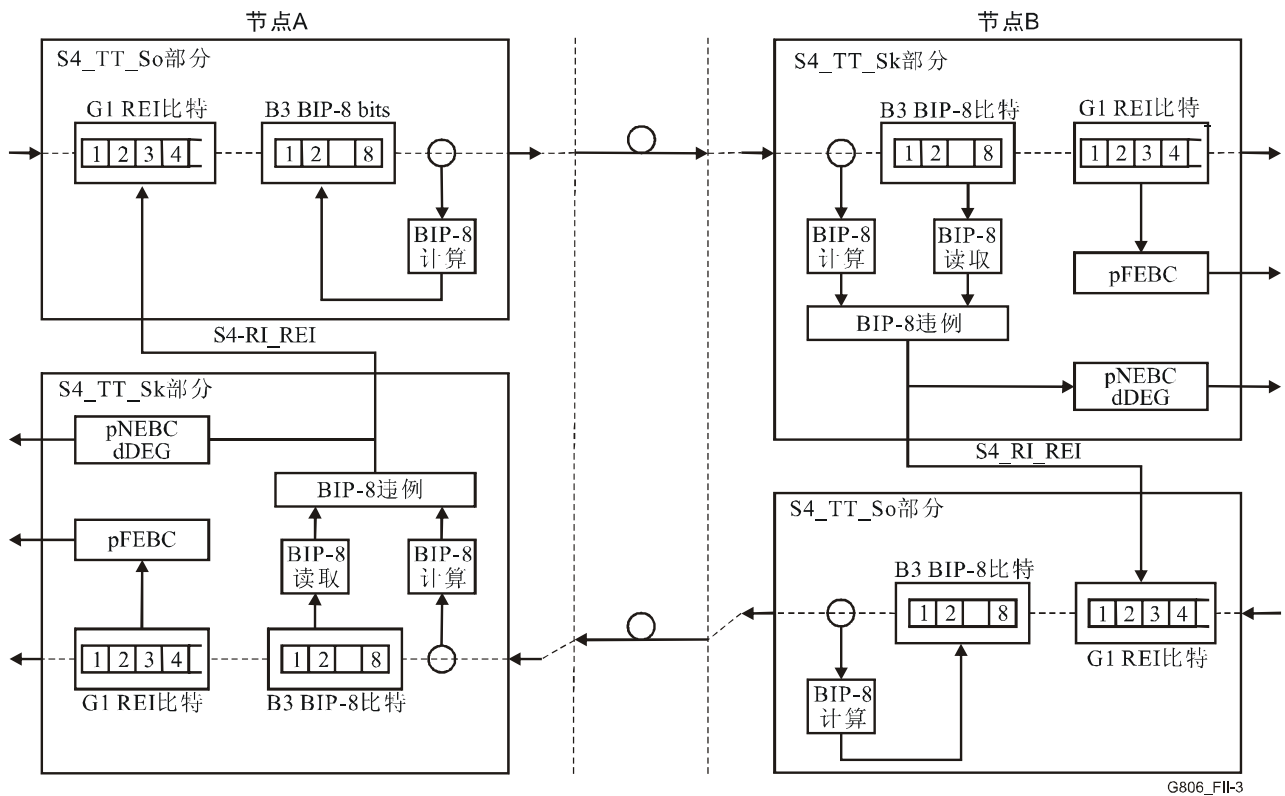 节点A
节点B
S4_TT_So部分
G1 REI比特
1 2 3 4
B3 BIP-8 bits
1 2 8
BIP-8
计算
S4_TT_Sk部分
B3 BIP-8比特
1 2 8
G1 REI比特
1 2 3 4
BIP-8
计算
BIP-8
读取
pFEBC
BIP-8违例
pNEBC
dDEG
S4-RI_REI
S4_TT_Sk部分
pNEBC
dDEG
BIP-8违例
pFEBC
BIP-8
读取
BIP-8
计算
1 2 3 4
G1 REI比特
1 2 8
B3 BIP-8比特
S4_RI_REI
S4_TT_So部分
B3 BIP-8比特
1 2 8
1 2 3 4
G1 REI比特
BIP-8
计算
G806_FII-3